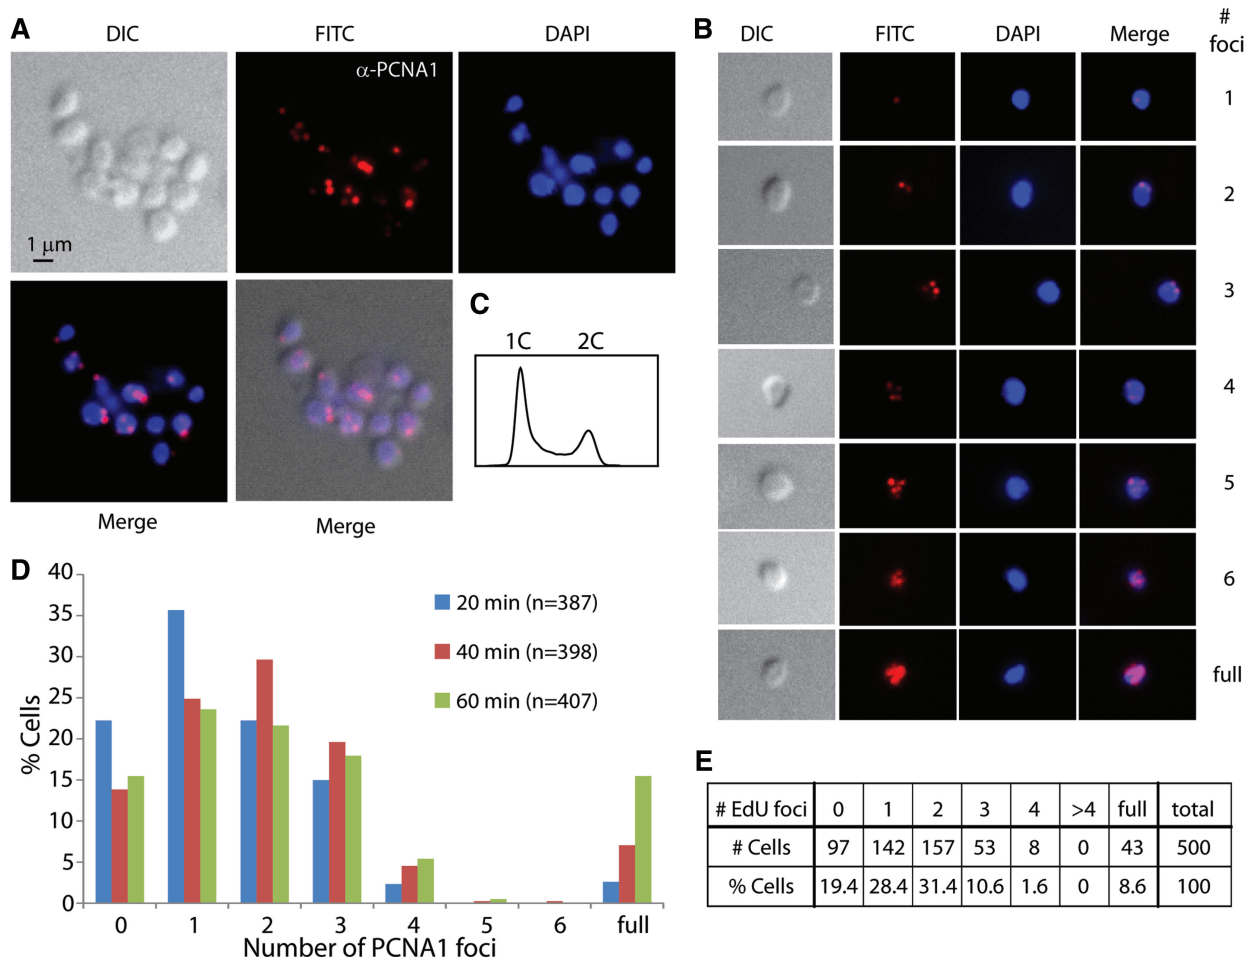 A
DIC
FITC
DAPI
α-PCNA1
1 µm
Merge
Merge
B
DIC
FITC
DAPI
Merge
# foci
1
2
3
4
5
6
full
C
1C
2C
D
% Cells
40
35
30
25
20
15
10
5
0
20 min (n=387)
40 min (n=398)
60 min (n=407)
0 1 2 3 4 5 6 full
Number of PCNA1 foci
E
# EdU foci 0 1 2 3 4 >4 full total
# Cells 97 142 157 53 8 0 43 500
% Cells 19.4 28.4 31.4 10.6 1.6 0 8.6 100